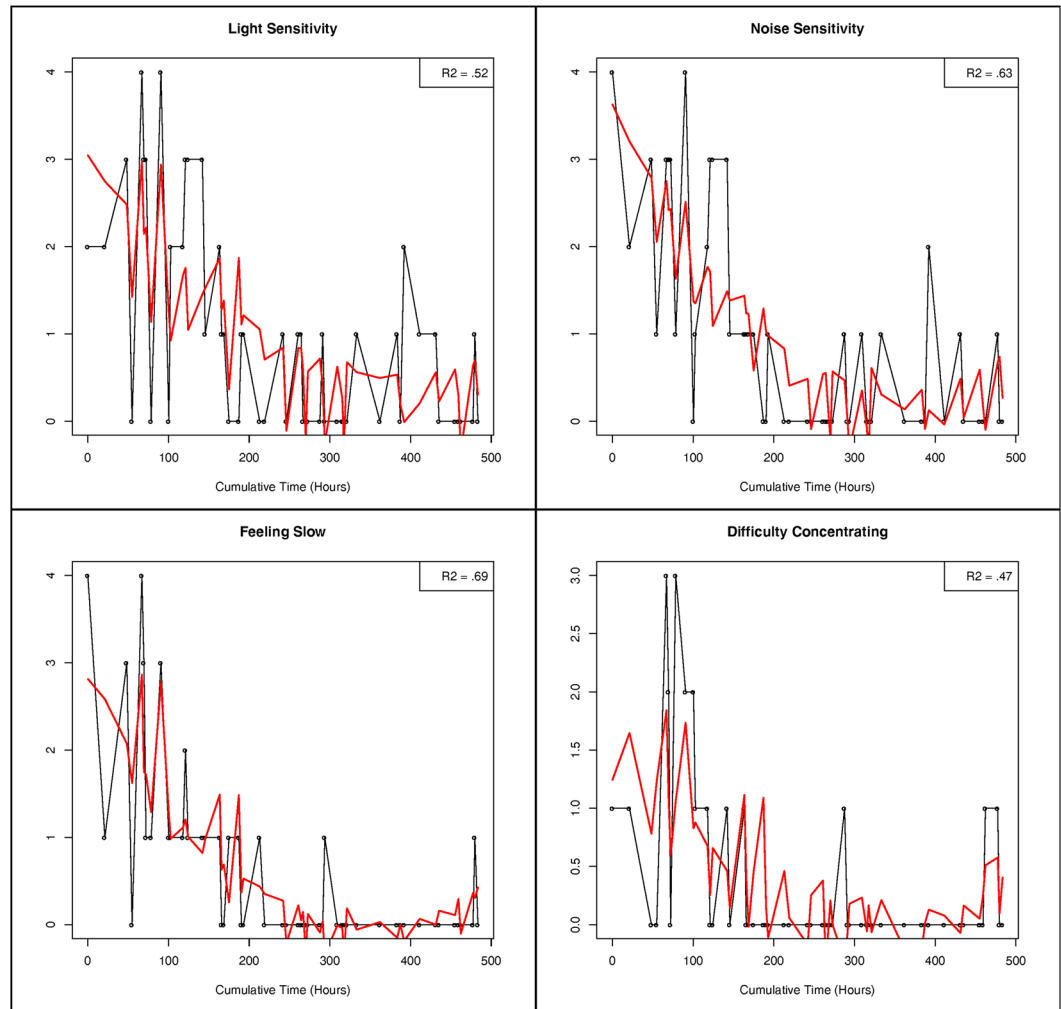 Light Sensitivity
R2 = .52
4
3
2
1
0
0 100 200 300 400 500
Cumulative Time (Hours)
Noise Sensitivity
R2 = .63
4
3
2
1
0
0 100 200 300 400 500
Cumulative Time (Hours)
Feeling Slow
R2 = .69
4
3
2
1
0
0 100 200 300 400 500
Cumulative Time (Hours)
Difficulty Concentrating
R2 = .47
3.0
2.5
2.0
1.5
1.0
0.5
0.0
0 100 200 300 400 500
Cumulative Time (Hours)